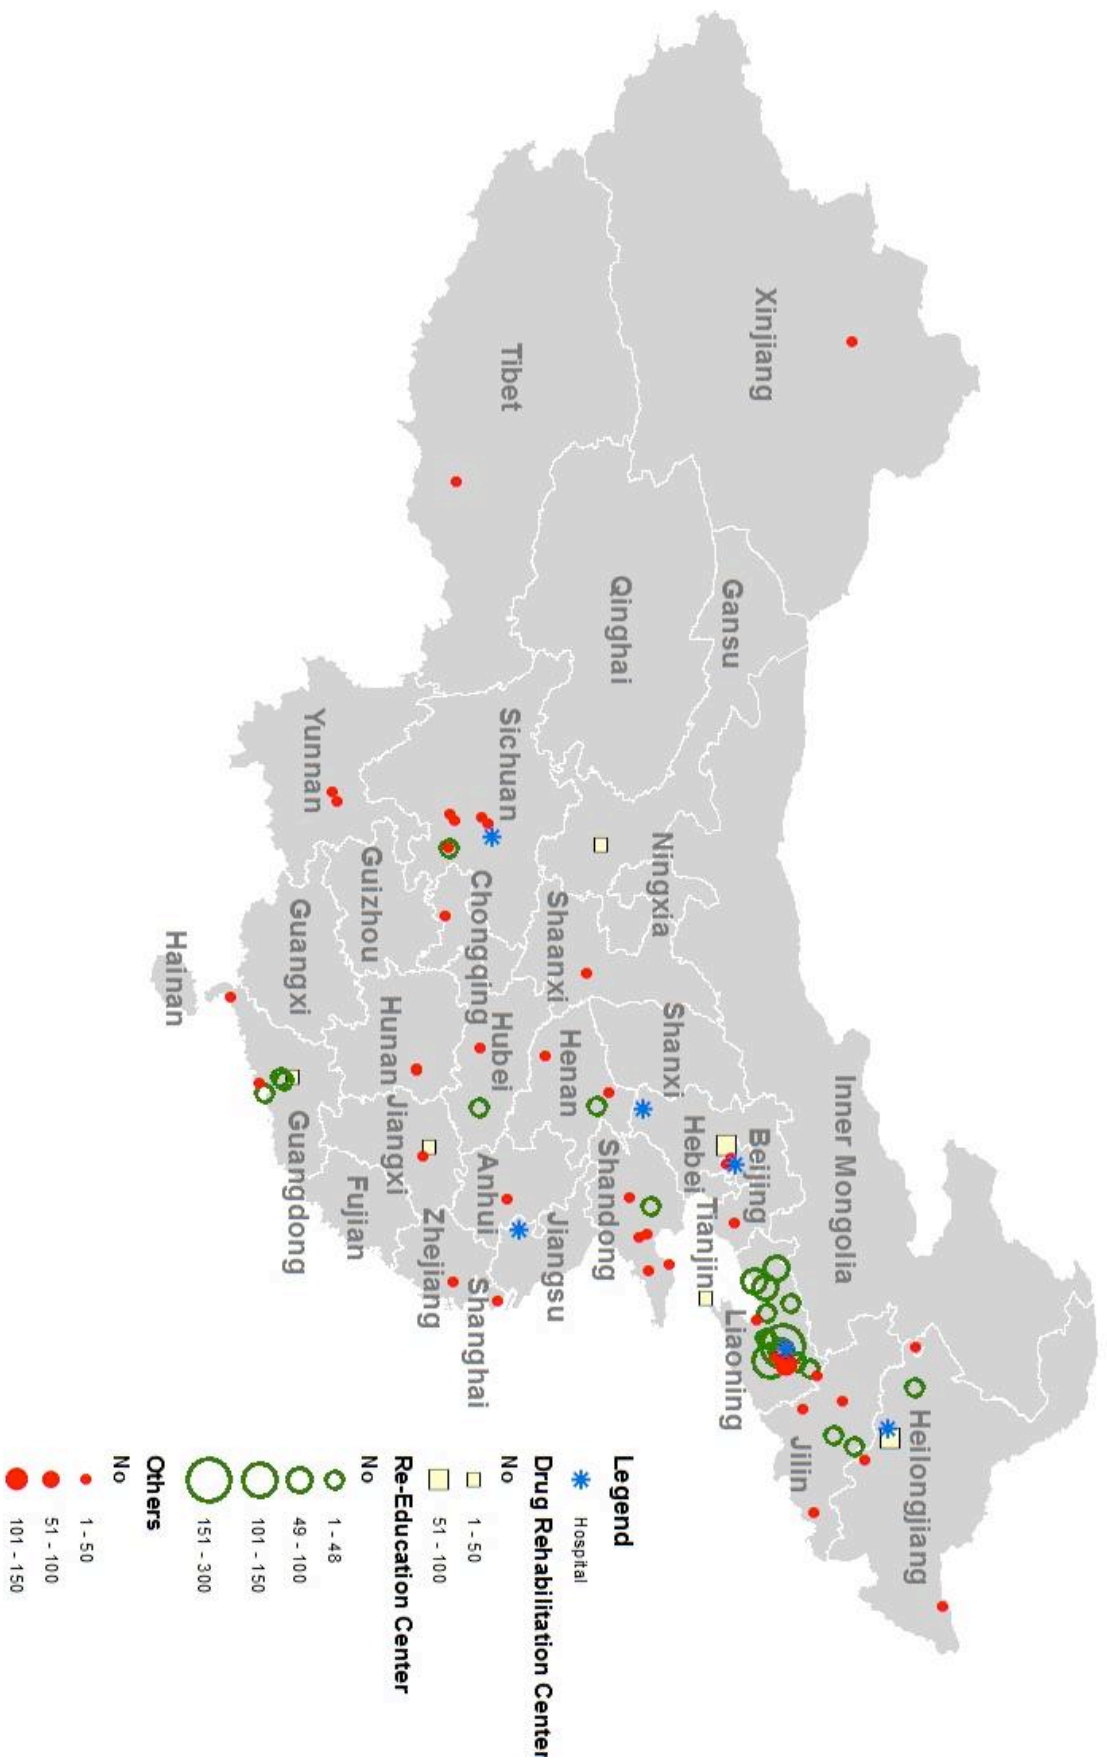 Xinjiang
Tibet
Qinghai
Gansu
Inner Mongolia
Heilongjiang
Jilin
Liaoning
Beijing
Tianjin
Hebei
Shanxi
Ningxia
Shaanxi
Shandong
Henan
Jiangsu
Sichuan
Chongqing
Hubei
Anhui
Shanghai
Zhejiang
Hunan
Jiangxi
Fujian
Yunnan
Guizhou
Guangxi
Guangdong
Hainan
Legend
Hospital
Drug Rehabilitation Center
No
1 - 50
51 - 100
Re-Education Center
No
1 - 48
49 - 100
101 - 150
151 - 300
Others
No
1 - 50
51 - 100
101 - 150